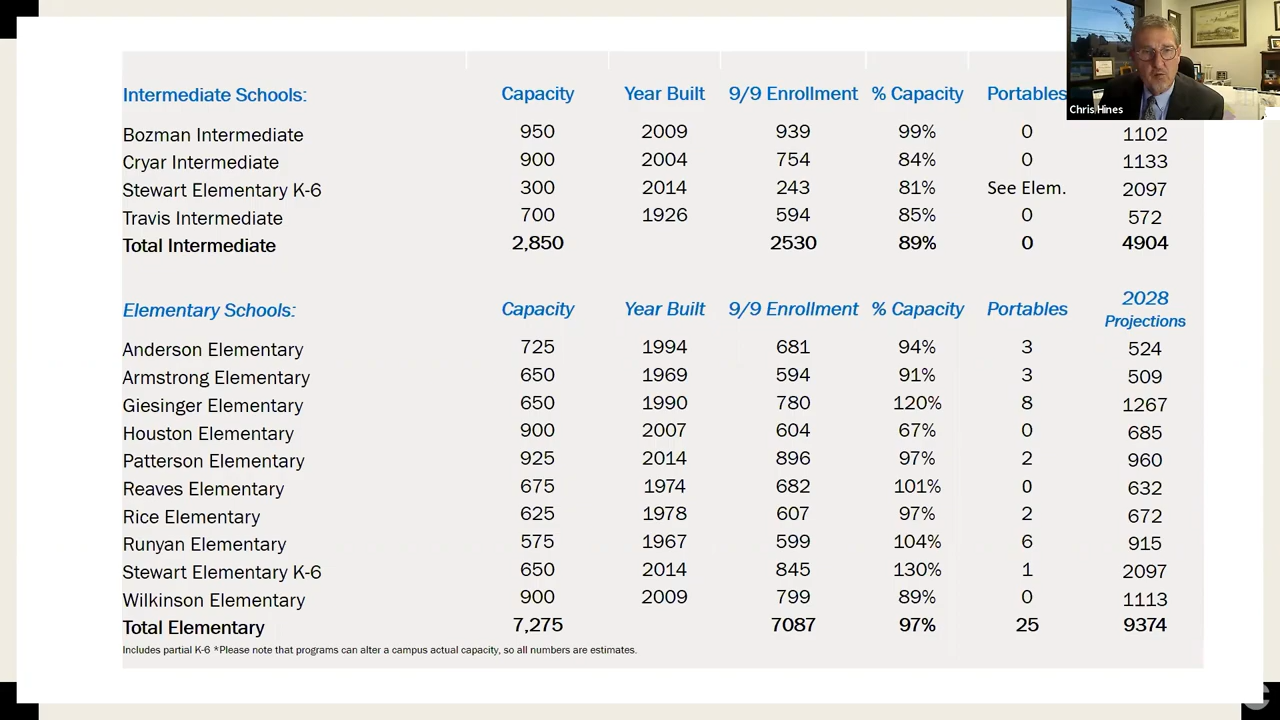 Intermediate Schools: Capacity Year Built 9/9 Enrollment % Capacity Portables
Bozman Intermediate 950 2009 939 99% 0 1102
Cryar Intermediate 900 2004 754 84% 0 1133
Stewart Elementary K-6 300 2014 243 81% See Elem. 2097
Travis Intermediate 700 1926 594 85% 0 572
Total Intermediate 2,850 2530 89% 0 4904
Elementary Schools: Capacity Year Built 9/9 Enrollment % Capacity Portables 2028 Projections
Anderson Elementary 725 1994 681 94% 3 524
Armstrong Elementary 650 1969 594 91% 3 509
Giesinger Elementary 650 1990 780 120% 8 1267
Houston Elementary 900 2007 604 67% 0 685
Patterson Elementary 925 2014 896 97% 2 960
Reaves Elementary 675 1974 682 101% 0 632
Rice Elementary 625 1978 607 97% 2 672
Runyan Elementary 575 1967 599 104% 6 915
Stewart Elementary K-6 650 2014 845 130% 1 2097
Wilkinson Elementary 900 2009 799 89% 0 1113
Total Elementary 7,275 7087 97% 25 9374
Includes partial K-6 *Please note that programs can alter a campus actual capacity, so all numbers are estimates.
Chris Hines